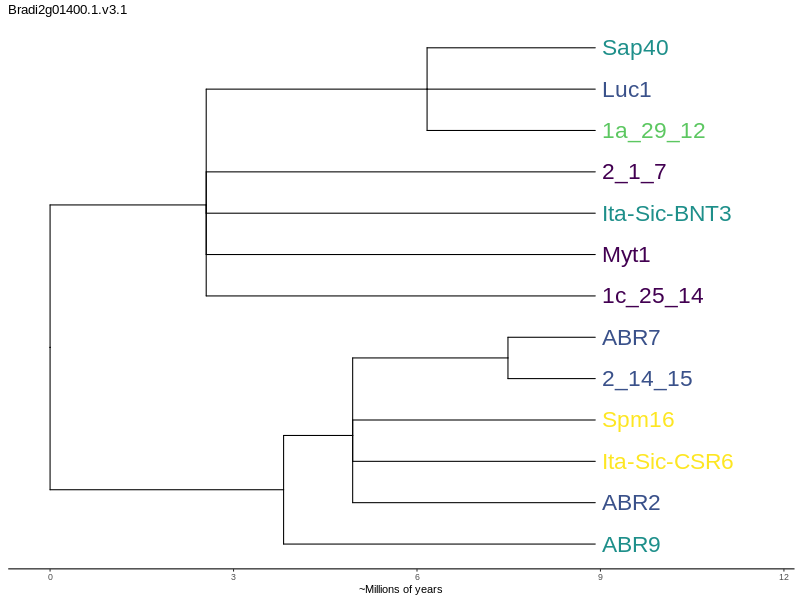 Bradi2g01400.1.v3.1
Sap40
Luc1
1a_29_12
2_1_7
Ita-Sic-BNT3
Myt1
1c_25_14
ABR7
2_14_15
Spm16
Ita-Sic-CSR6
ABR2
ABR9
0 3 6 9 12
~Millions of years